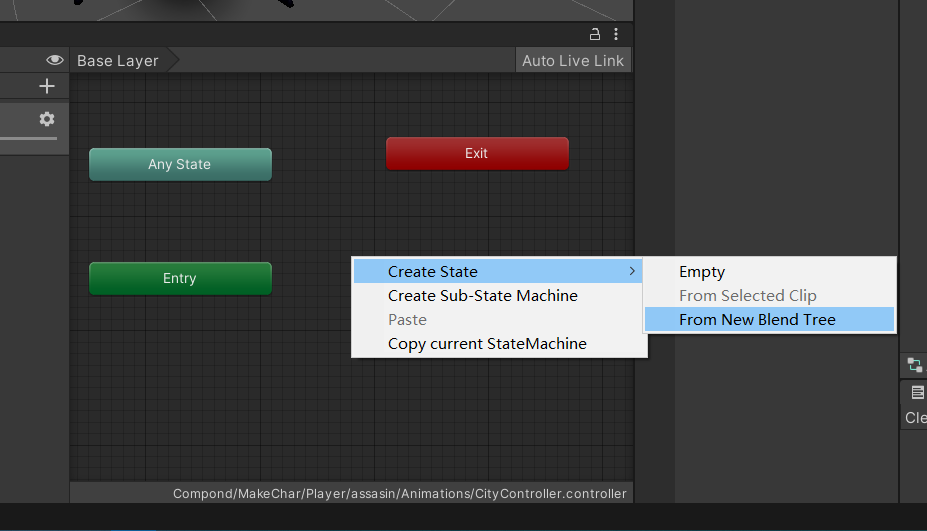 Base Layer
Auto Live Link
Any State
Exit
Entry
Create State
Create Sub-State Machine
Paste
Copy current StateMachine
Empty
From Selected Clip
From New Blend Tree
Cle
Compond/MakeChar/Player/assasin/Animations/CityController.controller